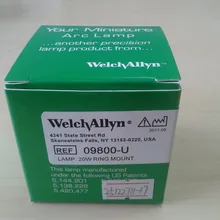 Your Miniature
Arc Lamp
...another precision
lamp product from
WelchAllyn®
WelchAllyn®
4341 State Street Rd
Skaneateles Falls, NY 13153-0220, USA
REF 09800-U
LAMP 20W RING MOUNT
This lamp manufactured
under the following US Patents
5,144,201
5,138,228
5,420,477